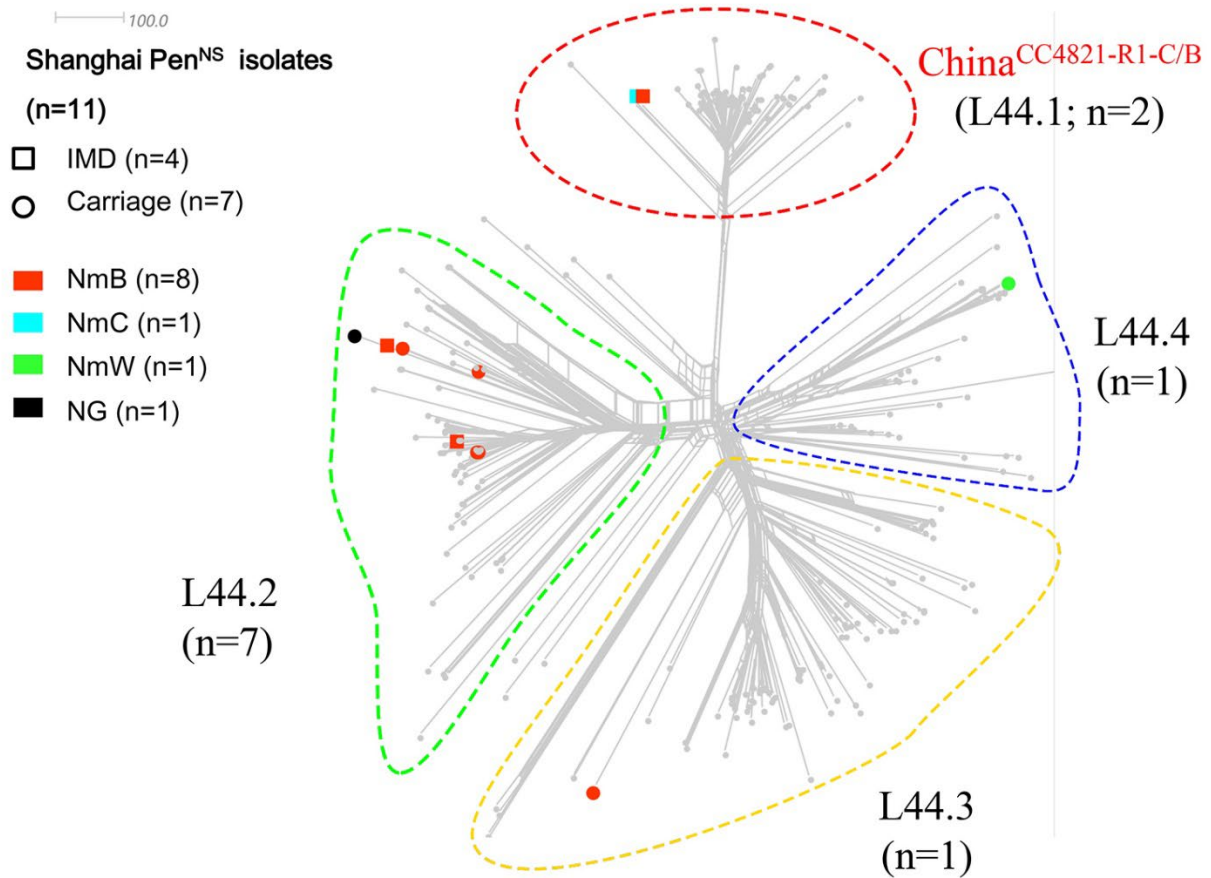 100.0
Shanghai Pen^NS isolates
(n=11)
IMD (n=4)
Carriage (n=7)
NmB (n=8)
NmC (n=1)
NmW (n=1)
NG (n=1)
China^CC4821-R1-C/B
(L44.1; n=2)
L44.4
(n=1)
L44.2
(n=7)
L44.3
(n=1)